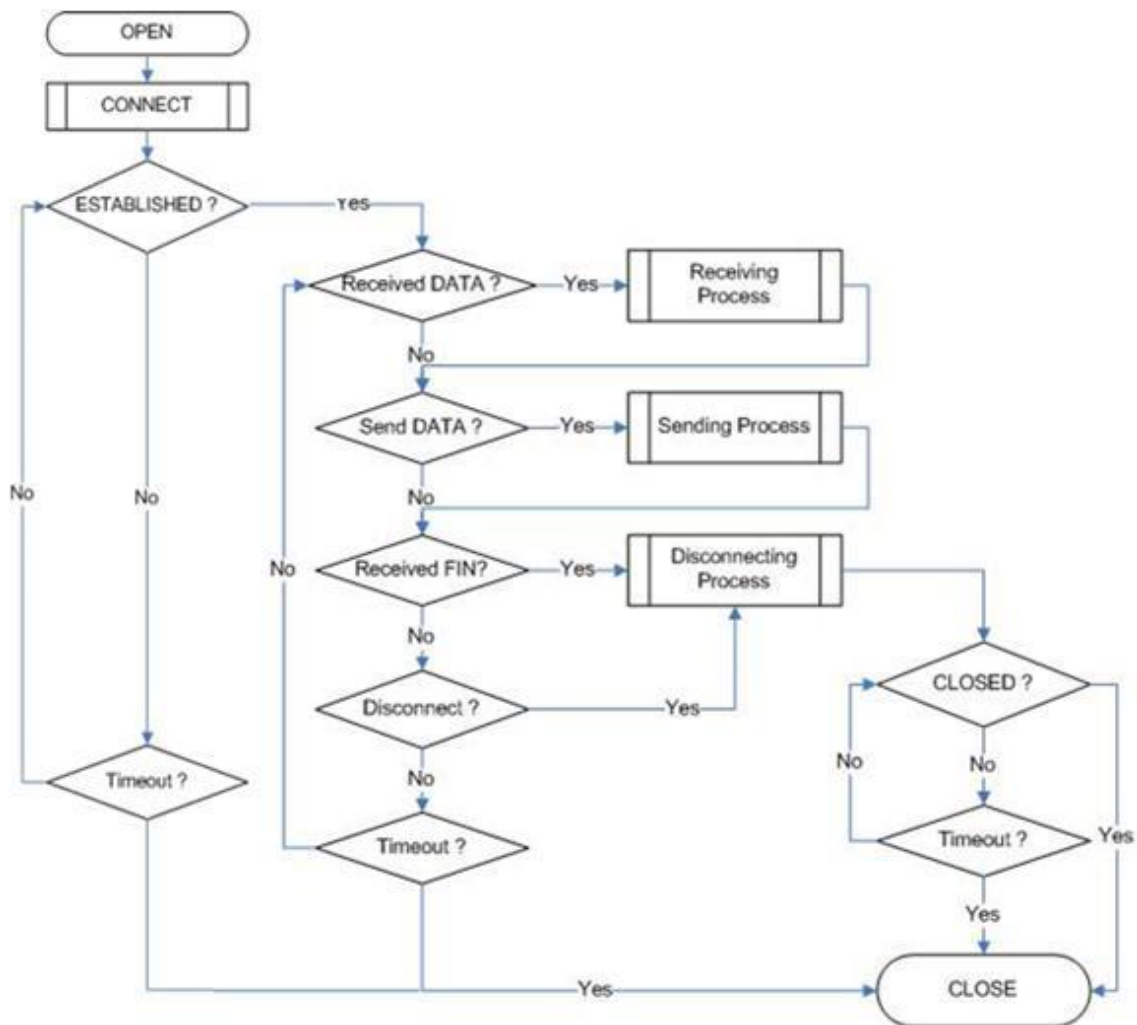 OPEN
CONNECT
ESTABLISHED ?
Yes
Received DATA ?
Yes
Receiving
Process
No
Send DATA ?
Yes
Sending Process
No
No
No
Received FIN?
Yes
Disconnecting
Process
No
No
Disconnect ?
Yes
CLOSED ?
No
No
No
Timeout ?
Timeout ?
Timeout ?
Yes
Yes
Yes
CLOSE